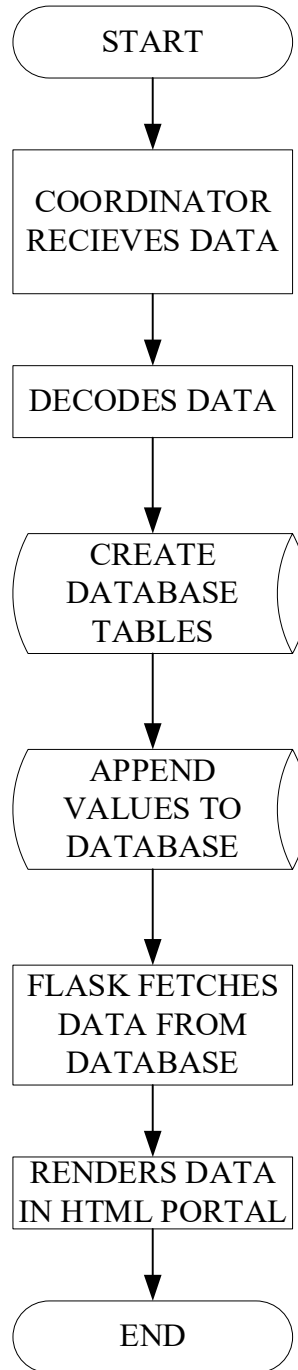 START
COORDINATOR
RECIEVES DATA
DECODES DATA
CREATE
DATABASE
TABLES
APPEND
VALUES TO
DATABASE
FLASK FETCHES
DATA FROM
DATABASE
RENDERS DATA
IN HTML PORTAL
END